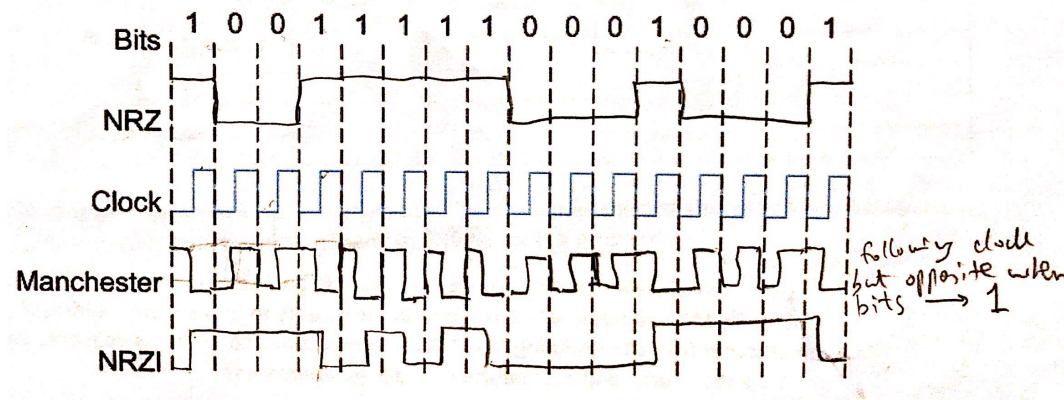 Bits 1 0 0 1 1 1 1 1 0 0 0 1 0 0 0 1
NRZ
Clock
Manchester
following clock
but opposite when
bits → 1
NRZI